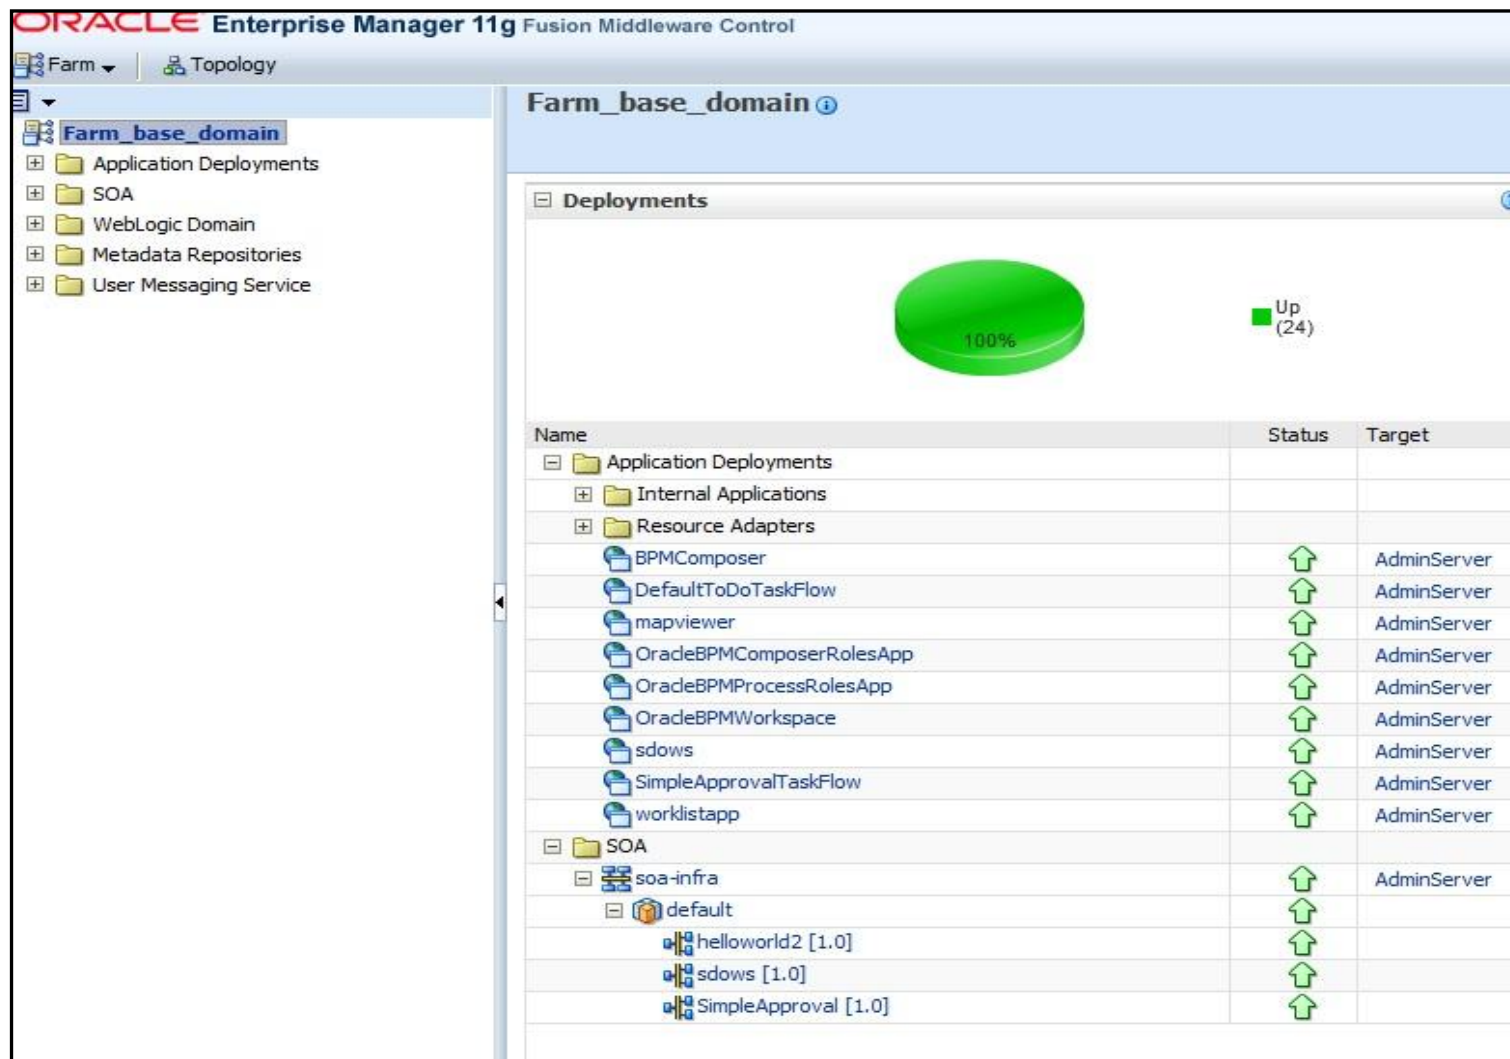 ORACLE Enterprise Manager 11g Fusion Middleware Control
Farm Topology
Farm_base_domain
Application Deployments
SOA
WebLogic Domain
Metadata Repositories
User Messaging Service
Farm_base_domain
Deployments
100%
Up
(24)
Name Status Target
Application Deployments
Internal Applications
Resource Adapters
BPMComposer AdminServer
DefaultToDoTaskFlow AdminServer
mapviewer AdminServer
OracleBPMComposerRolesApp AdminServer
OracleBPMProcessRolesApp AdminServer
OracleBPMWorkspace AdminServer
sdows AdminServer
SimpleApprovalTaskFlow AdminServer
worklistapp AdminServer
SOA
soa-infra AdminServer
default
helloworld2 [1.0]
sdows [1.0]
SimpleApproval [1.0]